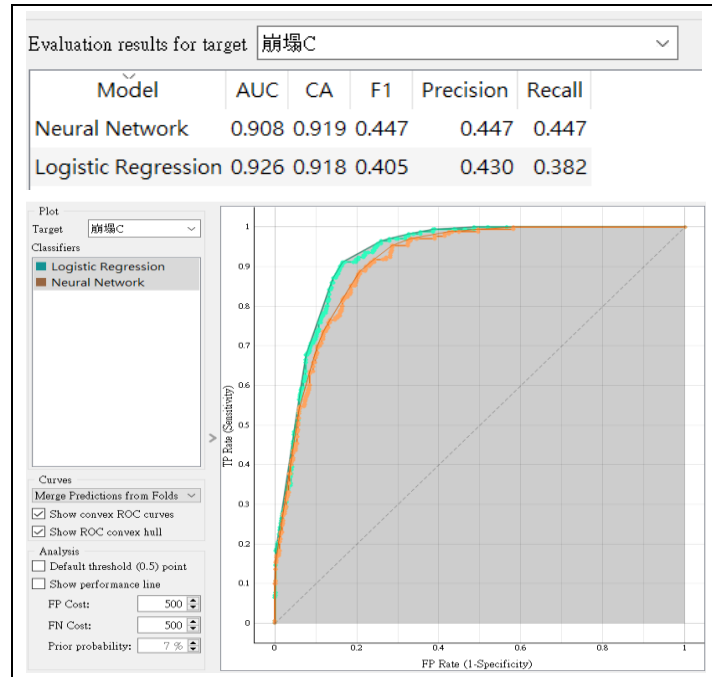 Evaluation results for target 崩塌C
Model AUC CA F1 Precision Recall
Neural Network 0.908 0.919 0.447 0.447 0.447
Logistic Regression 0.926 0.918 0.405 0.430 0.382
Plot
Target 崩塌C
Classifiers
Logistic Regression
Neural Network
Curves
Merge Predictions from Folds
Show convex ROC curves
Show ROC convex hull
Analysis
Default threshold (0.5) point
Show performance line
FP Cost: 500
FN Cost: 500
Prior probability: 7 %
>
TP Rate (Sensitivity)
1
0.9
0.8
0.7
0.6
0.5
0.4
0.3
0.2
0.1
0
0 0.2 0.4 0.6 0.8 1
FP Rate (1-Specificity)